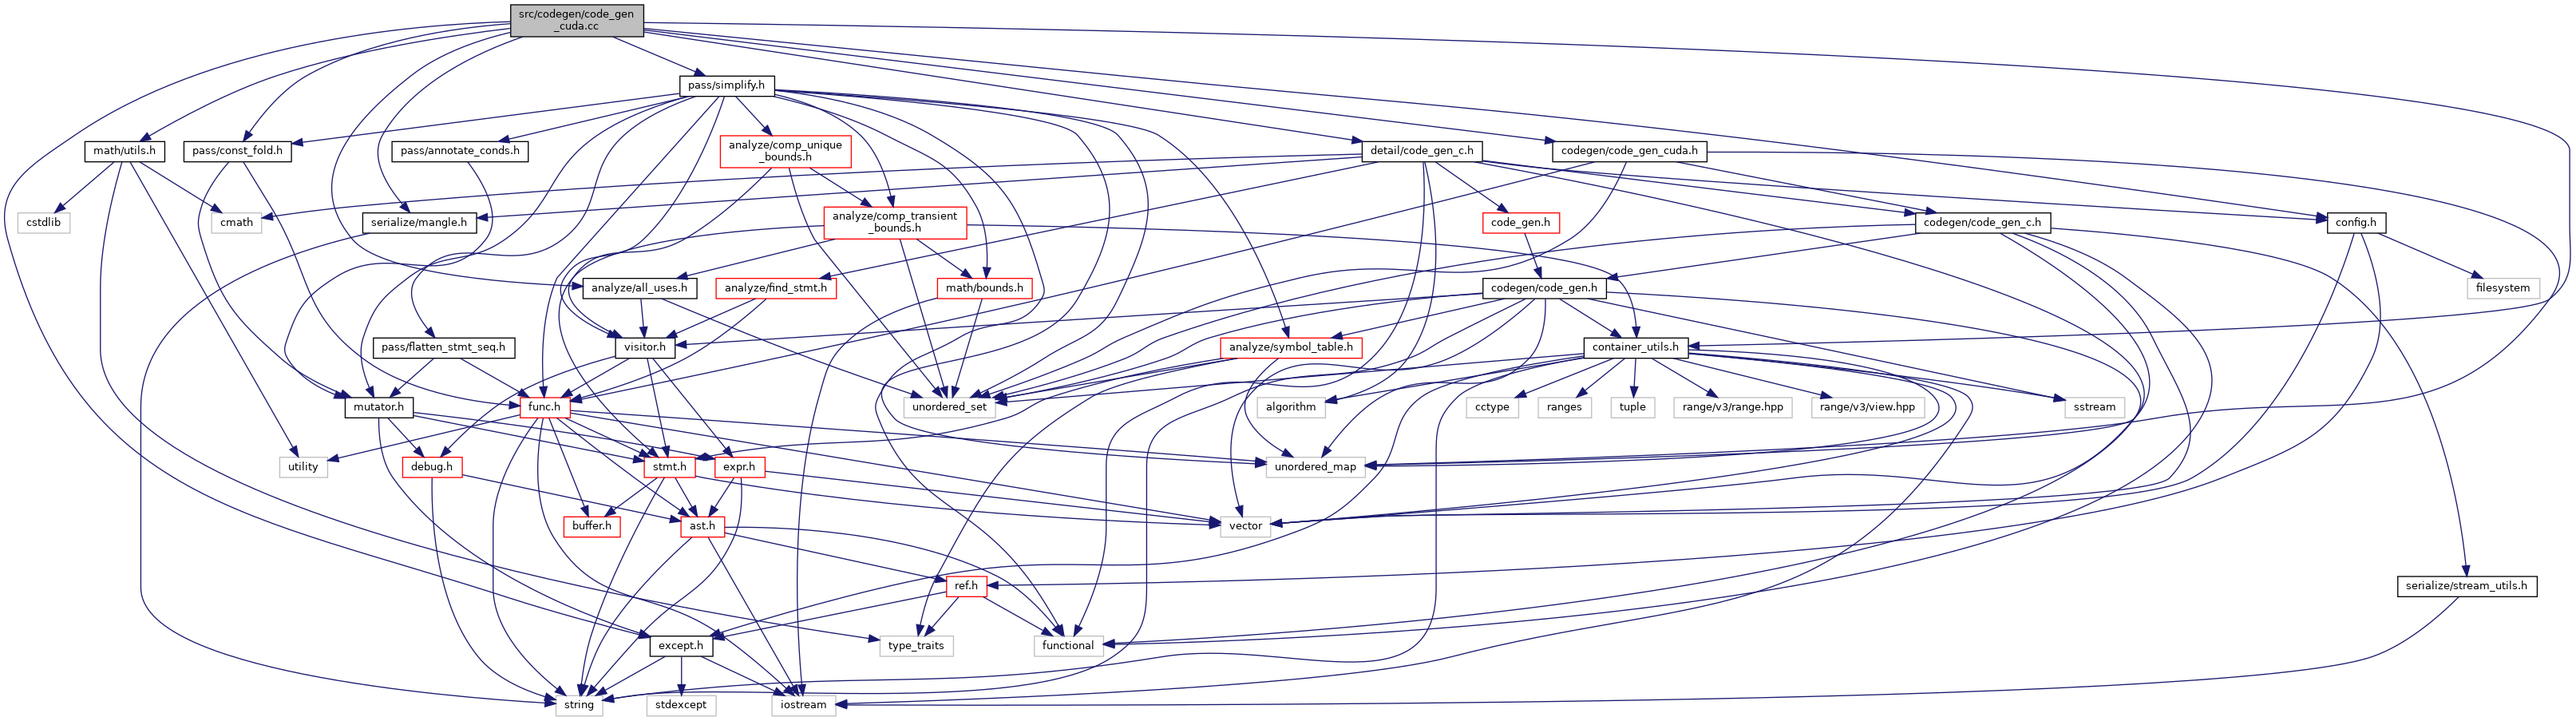 src/codegen/code_gen
_cuda.cc
pass/simplify.h
math/utils.h
pass/const_fold.h
pass/annotate_conds.h
analyze/comp_unique
_bounds.h
detail/code_gen_c.h
codegen/code_gen_cuda.h
cstdlib
cmath
serialize/mangle.h
analyze/comp_transient
_bounds.h
code_gen.h
codegen/code_gen_c.h
config.h
analyze/all_uses.h
analyze/find_stmt.h
math/bounds.h
codegen/code_gen.h
filesystem
pass/flatten_stmt_seq.h
visitor.h
analyze/symbol_table.h
container_utils.h
mutator.h
func.h
unordered_set
algorithm
cctype
ranges
tuple
range/v3/range.hpp
range/v3/view.hpp
sstream
utility
debug.h
stmt.h
expr.h
unordered_map
buffer.h
ast.h
vector
ref.h
serialize/stream_utils.h
except.h
type_traits
functional
string
stdexcept
iostream